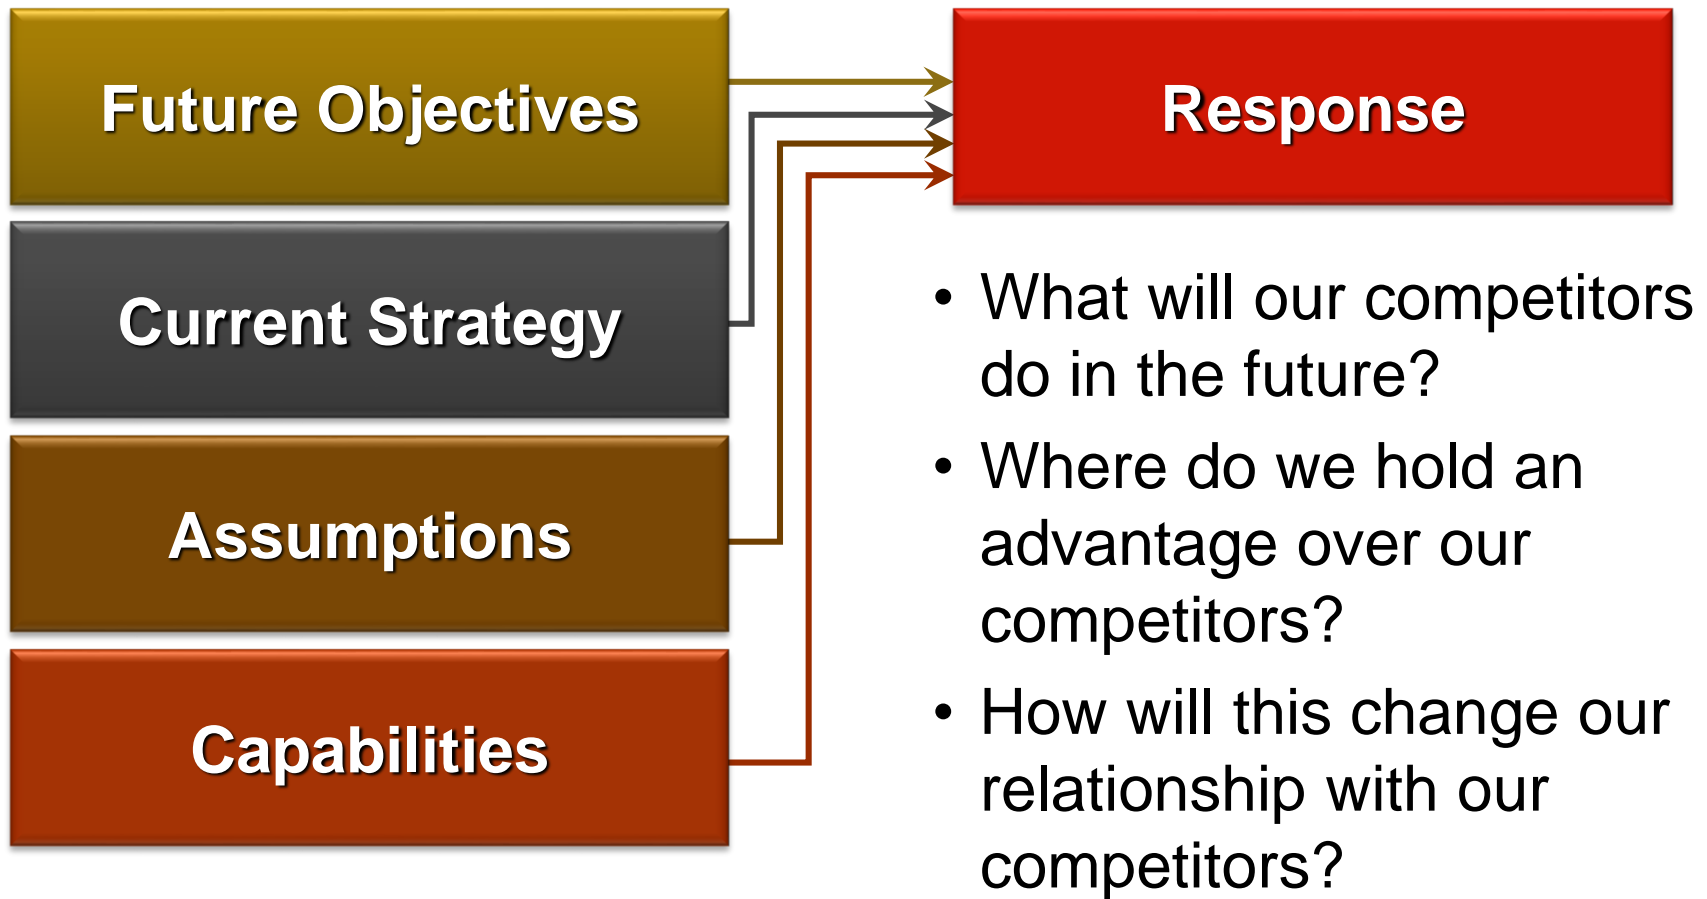 Future Objectives
Current Strategy
Assumptions
Capabilities
Response
• What will our competitors
do in the future?
• Where do we hold an
advantage over our
competitors?
• How will this change our
relationship with our
competitors?